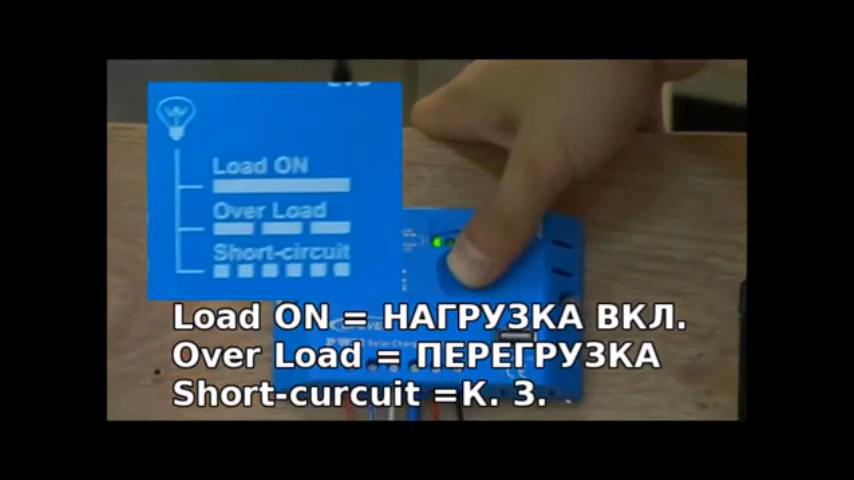 Load ON
Over Load
Short-circuit
Load ON = НАГРУЗКА ВКЛ.
Over Load = ПЕРЕГРУЗКА
Short-curcuit =К. З.